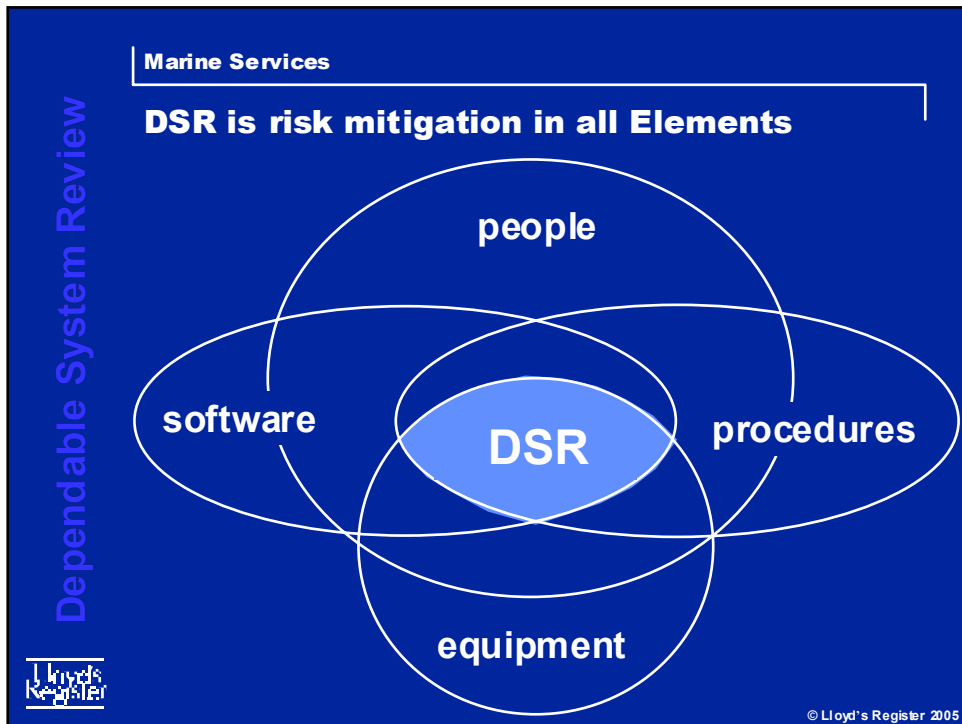 Marine Services
DSR is risk mitigation in all Elements
Dependable System Review
people
software
procedures
DSR
equipment
Lloyd's
Register
© Lloyd's Register 2005